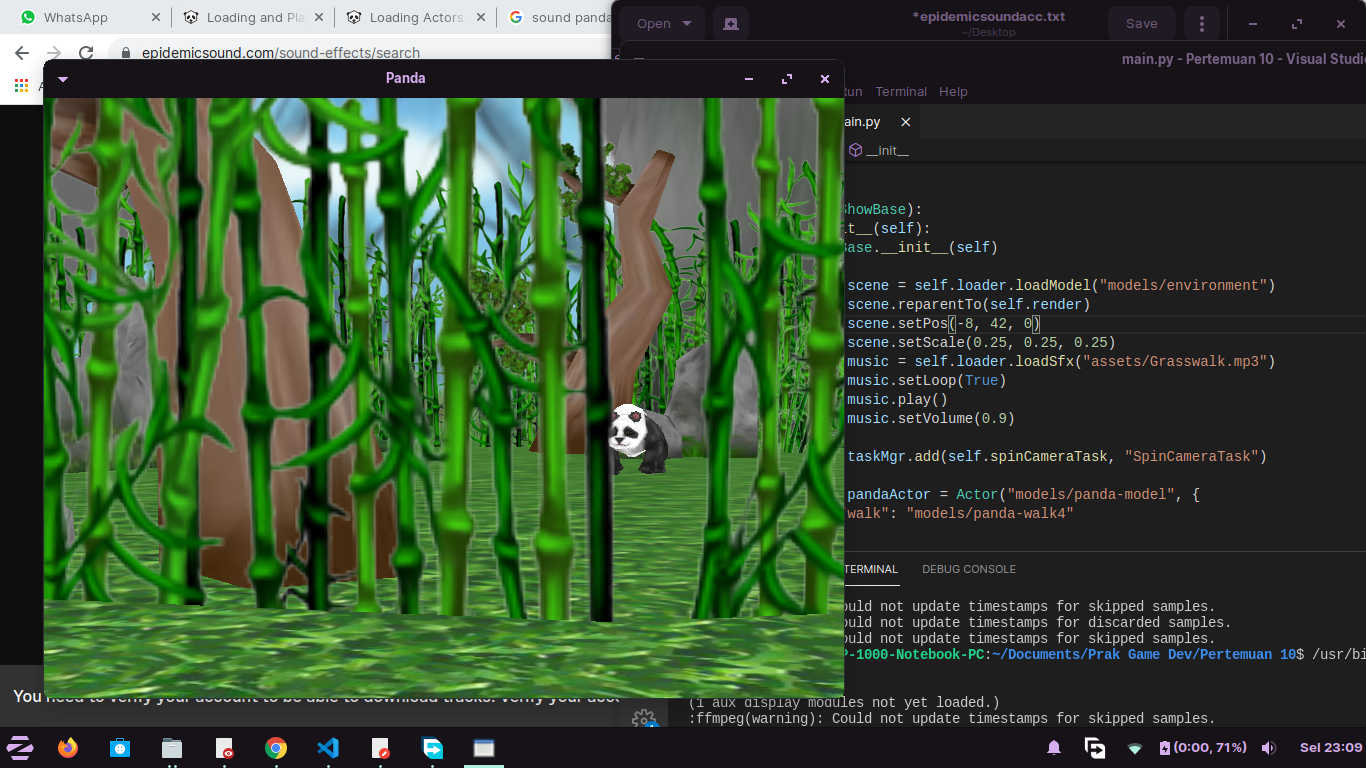 WhatsApp
Loading and Pla
Loading Actors
sound panda
epidemicsound.com/sound-effects/search
Open
*epidemicsoundacc.txt
~/Desktop
Save
main.py - Pertemuan 10 - Visual Studio
Panda
un Terminal Help
ain.py
__init__
ShowBase):
it__(self):
Base.__init__(self)
scene = self.loader.loadModel("models/environment")
scene.reparentTo(self.render)
scene.setPos(-8, 42, 0)
scene.setScale(0.25, 0.25, 0.25)
music = self.loader.loadSfx("assets/Grasswalk.mp3")
music.setLoop(True)
music.play()
music.setVolume(0.9)
taskMgr.add(self.spinCameraTask, "SpinCameraTask")
pandaActor = Actor("models/panda-model", {
walk": "models/panda-walk4"
TERMINAL DEBUG CONSOLE
ould not update timestamps for skipped samples.
ould not update timestamps for discarded samples.
ould not update timestamps for skipped samples.
P-1000-Notebook-PC:~/Documents/Prak Game Dev/Pertemuan 10$ /usr/bi
(1 aux display modules not yet loaded.)
:ffmpeg(warning): Could not update timestamps for skipped samples.
You need to verify your account to be able to download tracks. Verify your acc
(0:00, 71%)
Sel 23:09